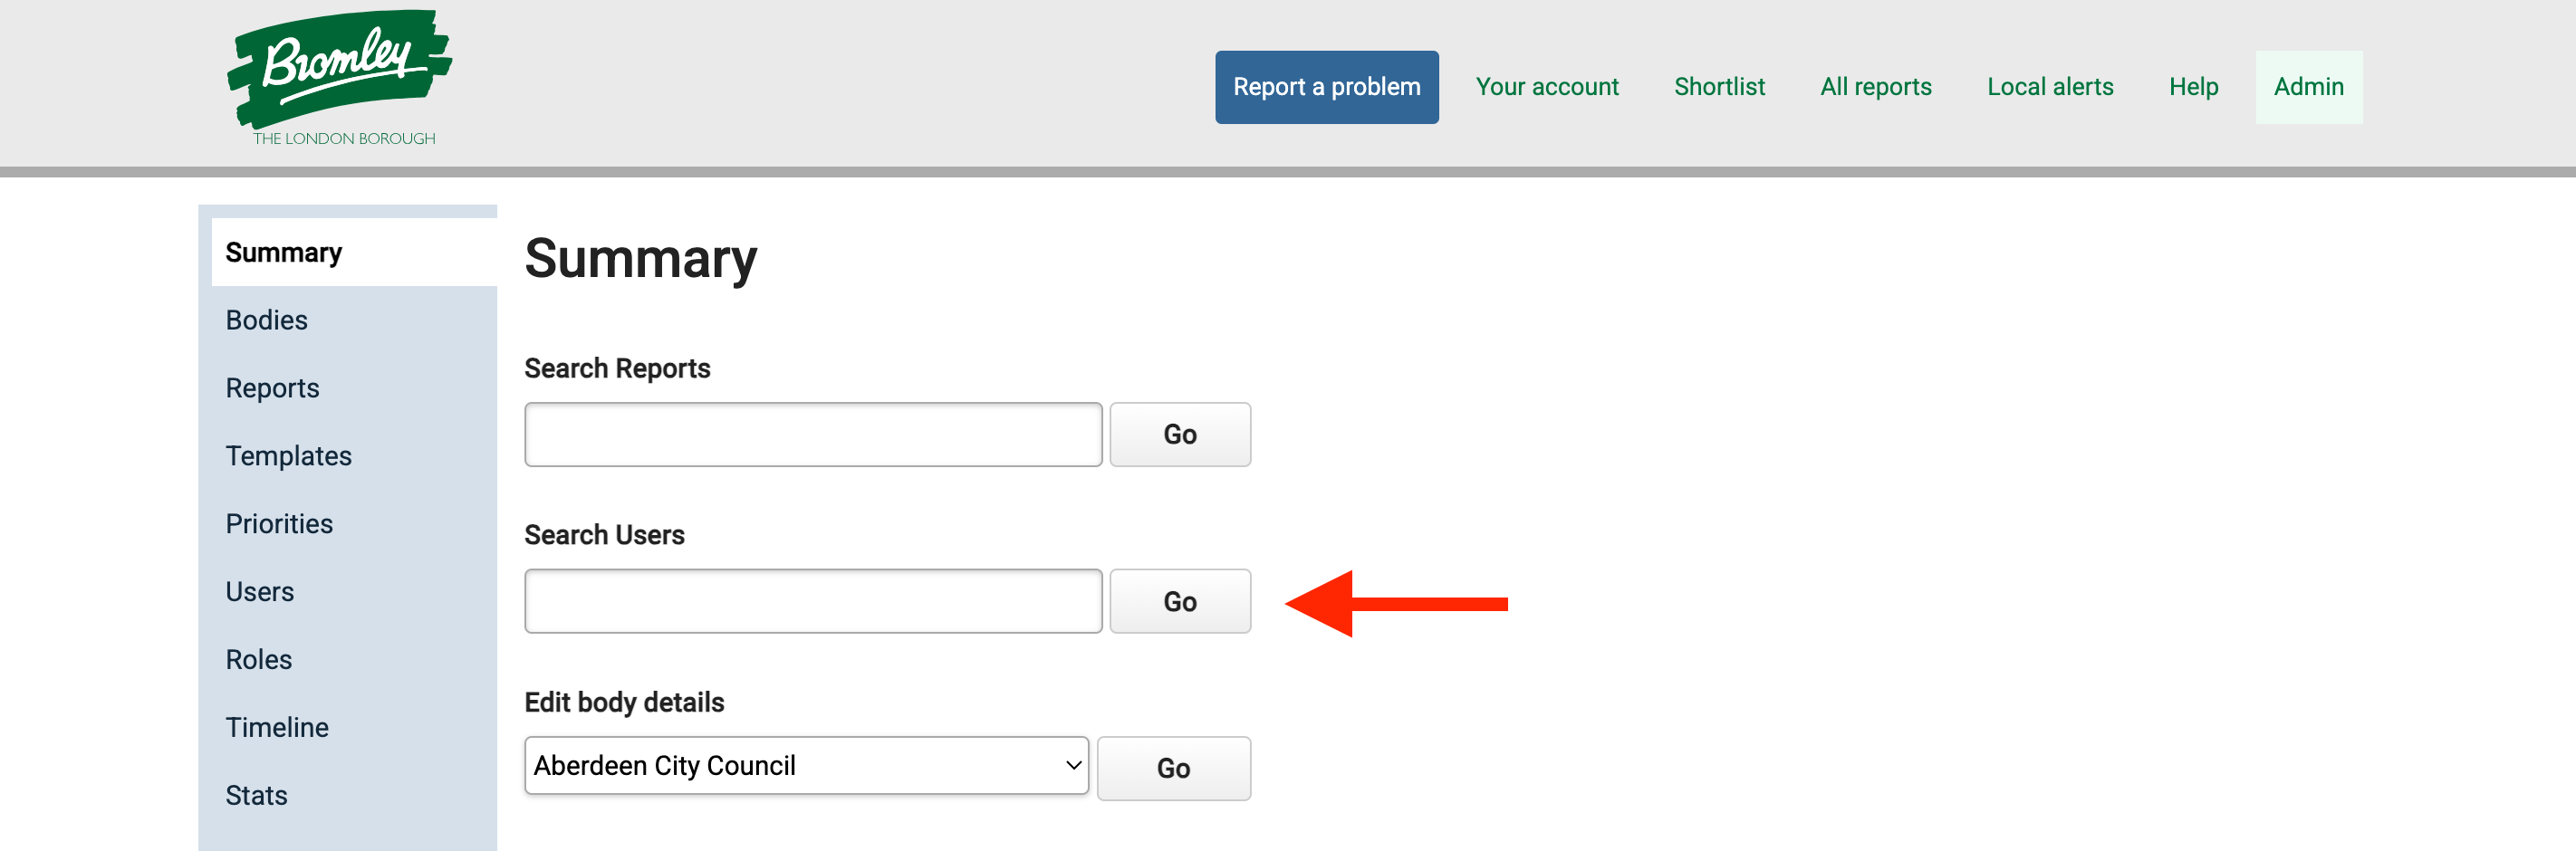 Bromley
THE LONDON BOROUGH
Report a problem
Your account
Shortlist
All reports
Local alerts
Help
Admin
Summary
Bodies
Reports
Templates
Priorities
Users
Roles
Timeline
Stats
Summary
Search Reports
Go
Search Users
Go
Edit body details
Aberdeen City Council
Go